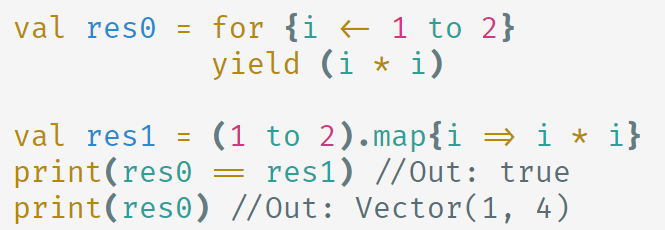 val res0 = for {i <- 1 to 2}
yield (i * i)
val res1 = (1 to 2).map{i => i * i}
print(res0 == res1) //Out: true
print(res0) //Out: Vector(1, 4)